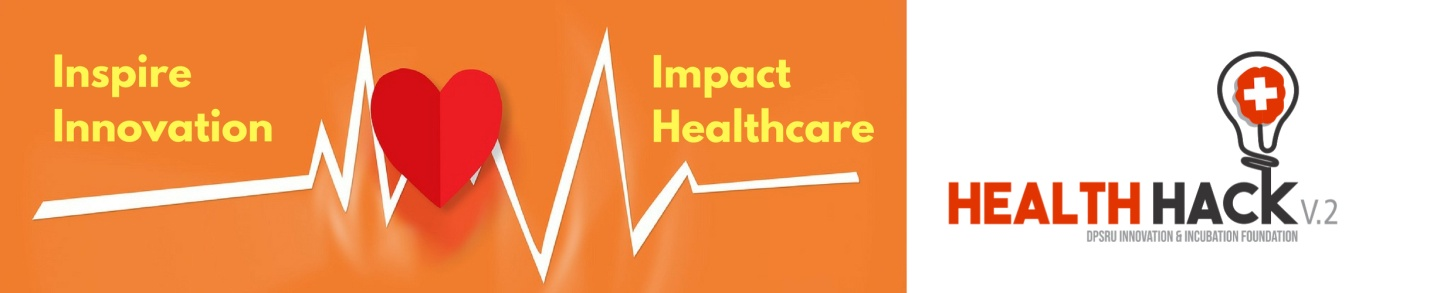 Inspire
Innovation
Impact
Healthcare
HEALTH HACK V.2
DPSRU INNOVATION & INCUBATION FOUNDATION